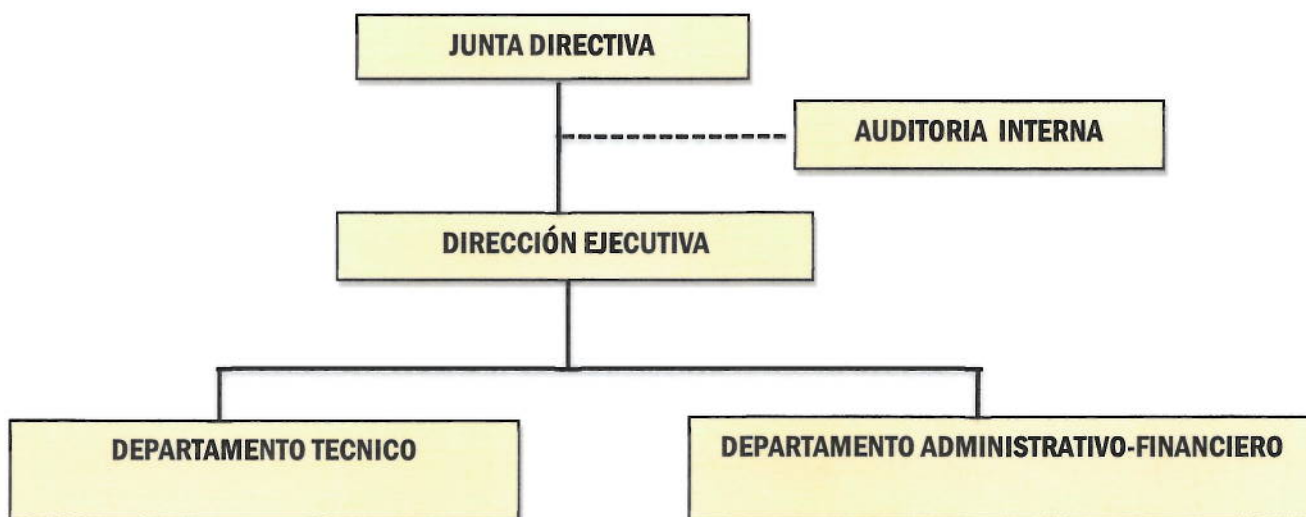 JUNTA DIRECTIVA
AUDITORIA INTERNA
DIRECCIÓN EJECUTIVA
DEPARTAMENTO TECNICO
DEPARTAMENTO ADMINISTRATIVO-FINANCIERO